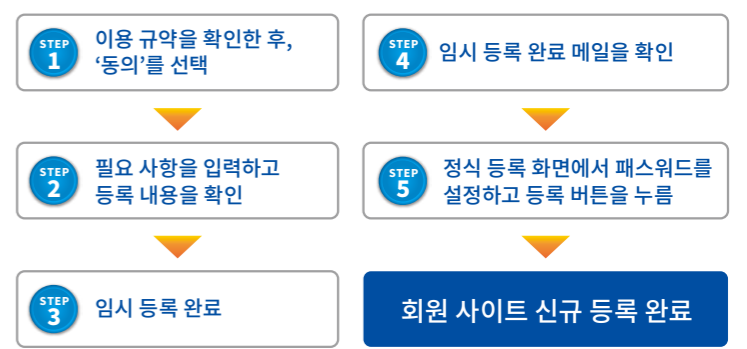 STEP
1
이용 규약을 확인한 후,
‘동의’를 선택
STEP
2
필요 사항을 입력하고
등록 내용을 확인
STEP
3
임시 등록 완료
STEP
4
임시 등록 완료 메일을 확인
STEP
5
정식 등록 화면에서 패스워드를
설정하고 등록 버튼을 누름
회원 사이트 신규 등록 완료